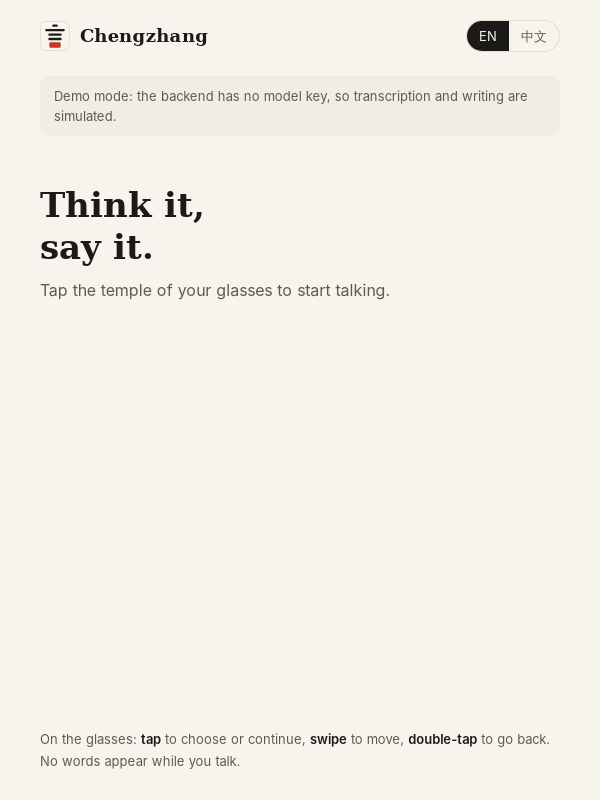 Chengzhang
EN
中文
Demo mode: the backend has no model key, so transcription and writing are
simulated.
Think it,
say it.
Tap the temple of your glasses to start talking.
On the glasses: tap to choose or continue, swipe to move, double-tap to go back.
No words appear while you talk.